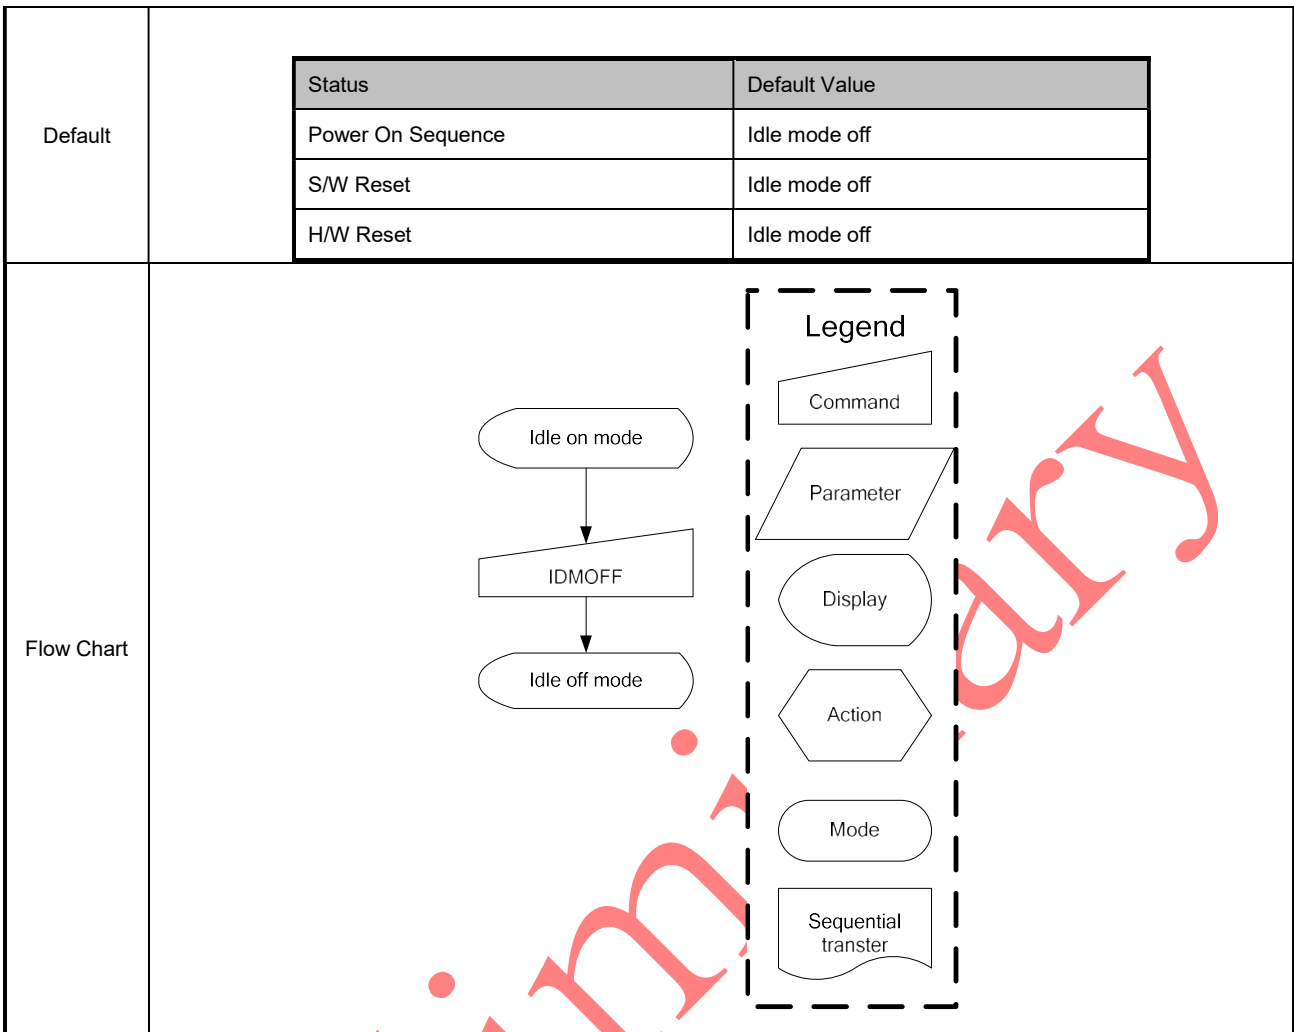 Default
Status Default Value
Power On Sequence Idle mode off
S/W Reset Idle mode off
H/W Reset Idle mode off
Flow Chart
Idle on mode
IDMOFF
Idle off mode
Legend
Command
Parameter
Display
Action
Mode
Sequential
transter